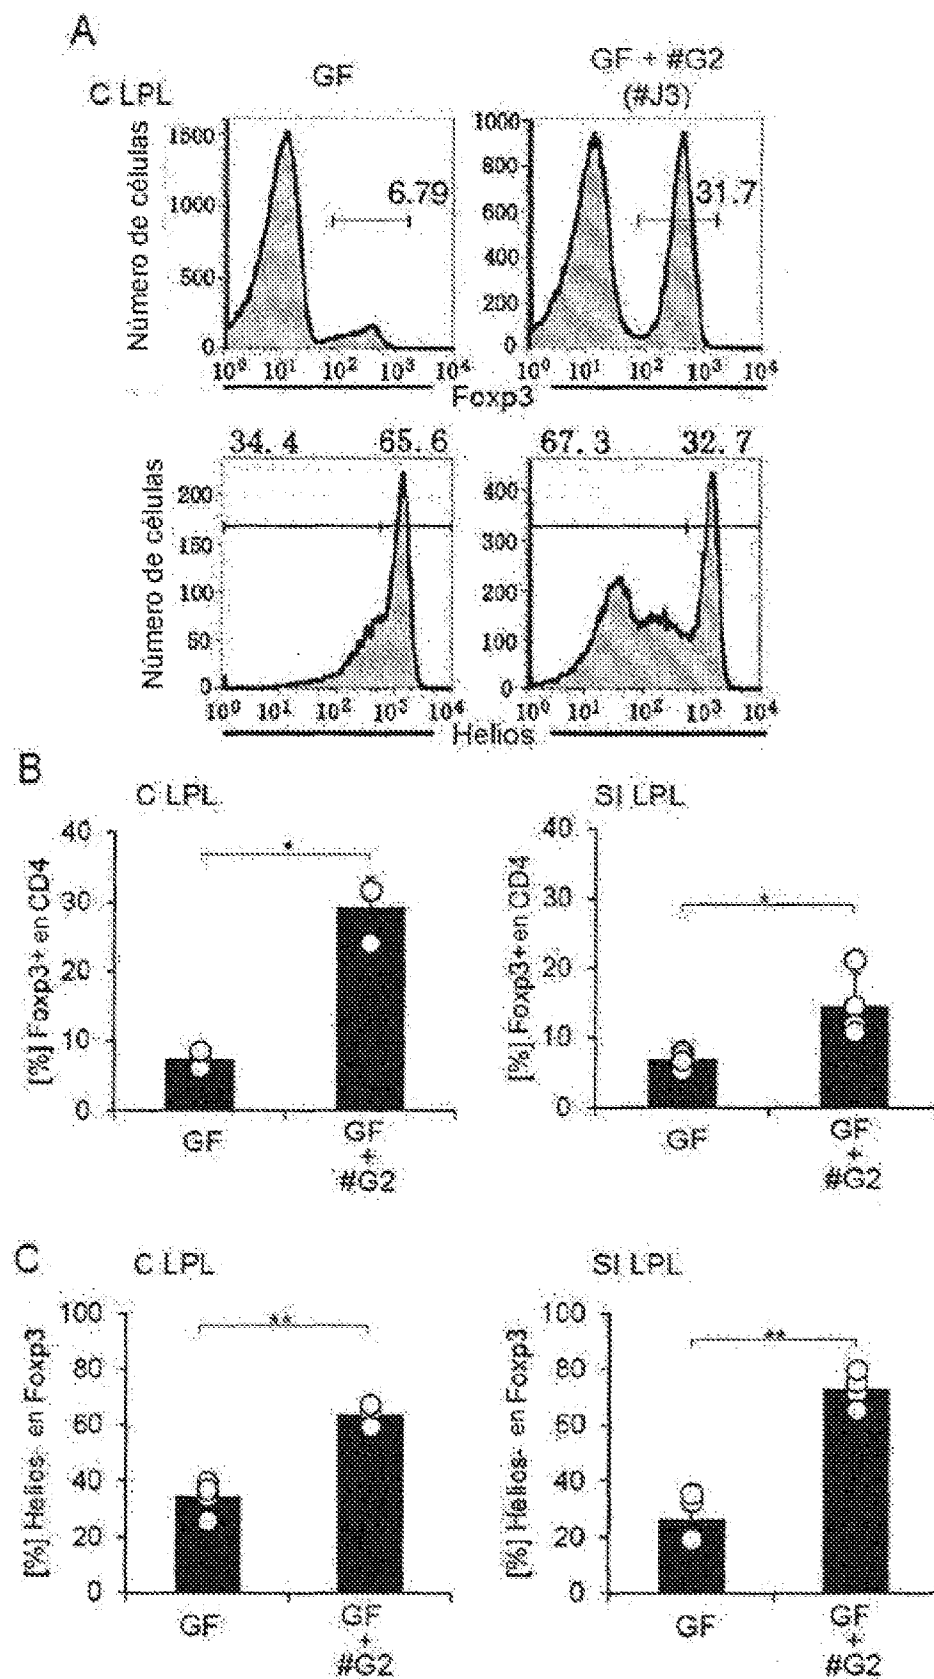 A
C LPL
GF
GF + #G2
(#J3)
Número de células
1500
1000
500
0
6.79
10⁰ 10¹ 10² 10³ 10⁴
1000
800
600
400
200
0
31.7
10⁰ 10¹ 10² 10³ 10⁴
Foxp3
Número de células
34.4 65.6
200
150
100
50
0
10⁰ 10¹ 10² 10³ 10⁴
67.3 32.7
400
300
200
100
0
10⁰ 10¹ 10² 10³ 10⁴
Helios
B
C LPL
[%] Foxp3+ en CD4
40
30
20
10
0
*
GF
GF
+
#G2
SI LPL
[%] Foxp3+ en CD4
40
30
20
10
0
*
GF
GF
+
#G2
C
C LPL
[%] Helios- en Foxp3
100
80
60
40
20
0
**
GF
GF
+
#G2
SI LPL
[%] Helios- en Foxp3
100
80
60
40
20
0
**
GF
GF
+
#G2